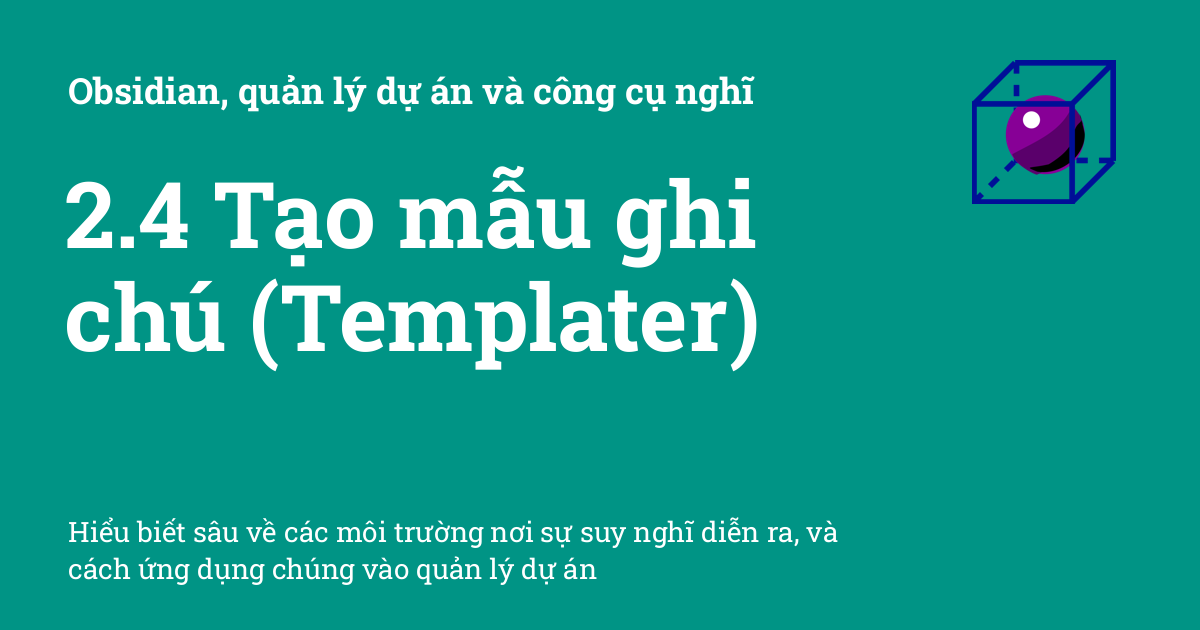 Obsidian, quản lý dự án và công cụ nghĩ
2.4 Tạo mẫu ghi
chú (Templater)
Hiểu biết sâu về các môi trường nơi sự suy nghĩ diễn ra, và
cách ứng dụng chúng vào quản lý dự án